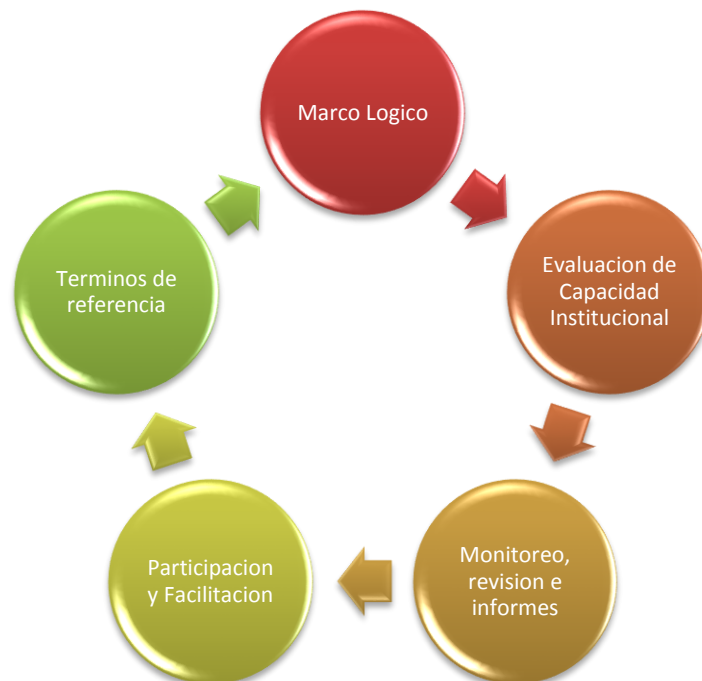 Marco Logico
Evaluacion de
Capacidad
Institucional
Monitoreo,
revision e
informes
Participacion
y Facilitacion
Terminos de
referencia